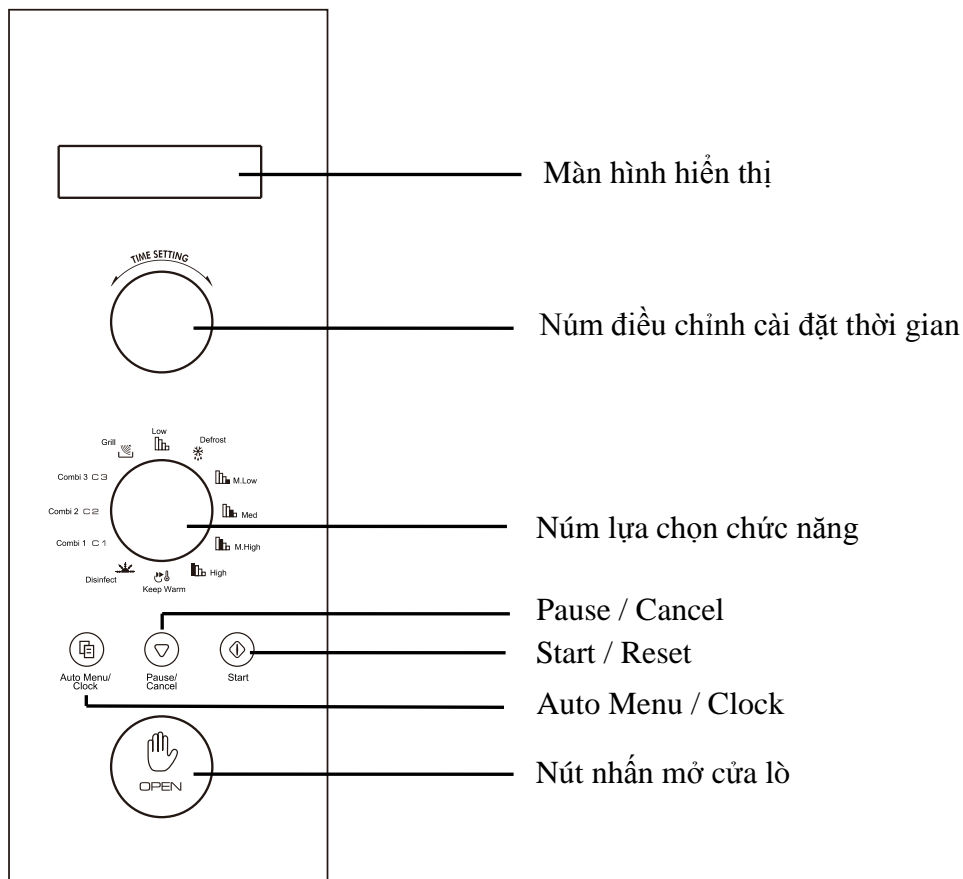 Màn hình hiển thị
TIME SETTING
Núm điều chỉnh cài đặt thời gian
Low
Grill
Defrost
Combi 3 C3
M.Low
Combi 2 C2
Med
Núm lựa chọn chức năng
Combi 1 C1
M.High
Disinfect
High
Keep Warm
Pause / Cancel
Start / Reset
Auto Menu/
Clock
Pause/
Cancel
Start
Auto Menu / Clock
OPEN
Nút nhấn mở cửa lò